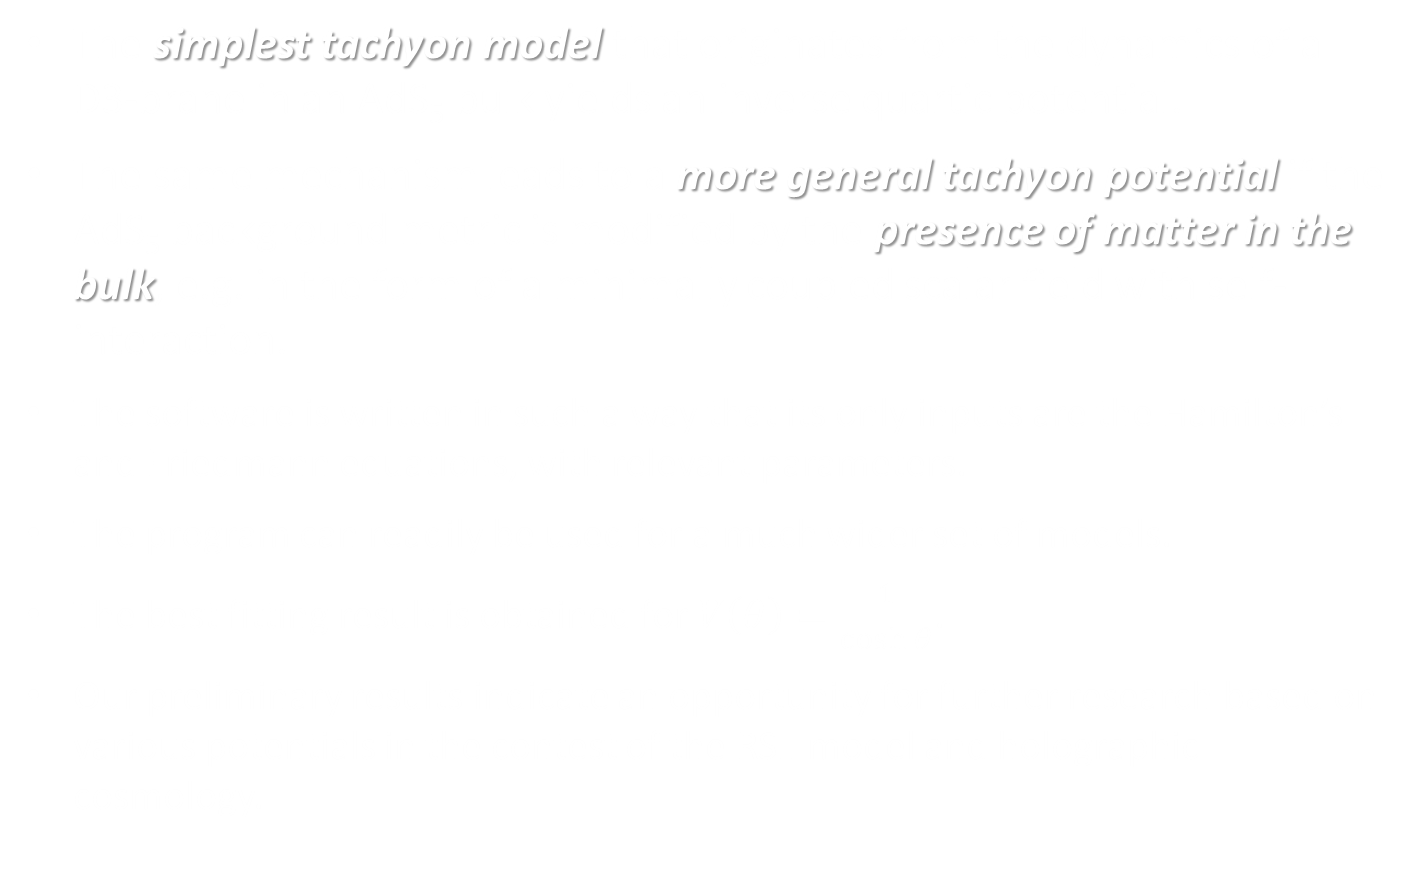 simplest tachyon model
more general tachyon potential
presence of matter in the
bulk